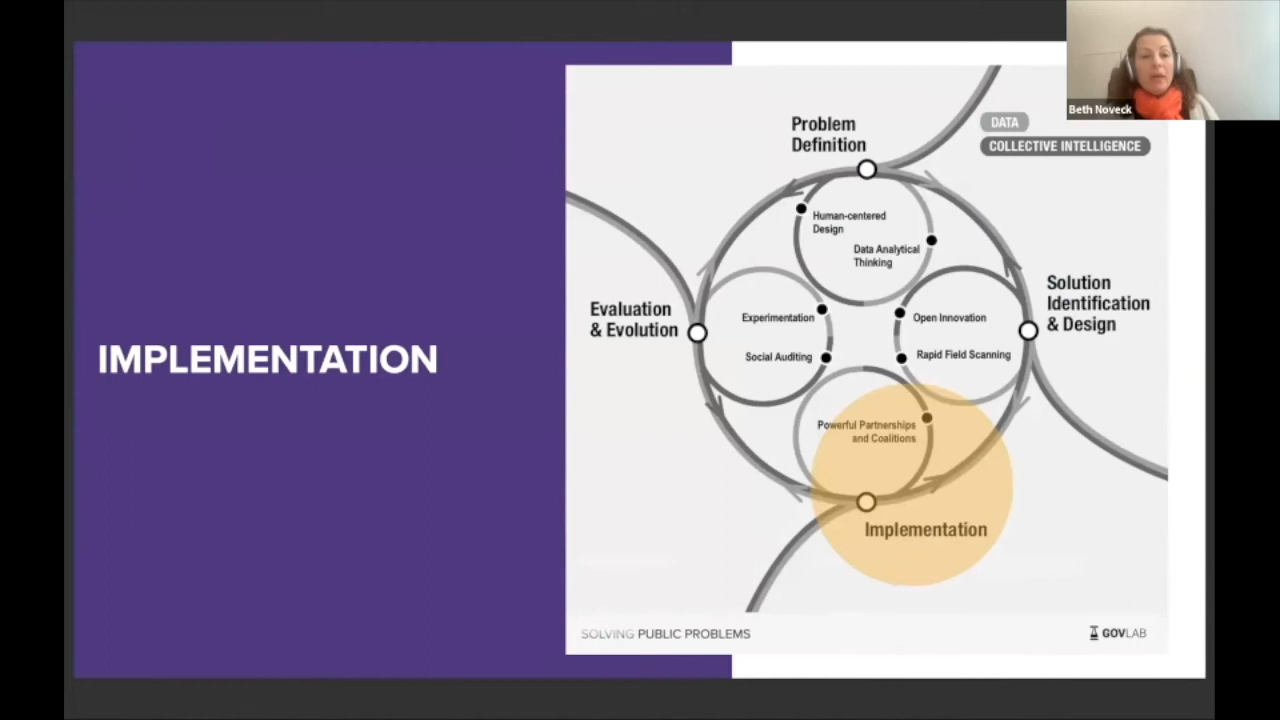 IMPLEMENTATION
Beth Noveck
DATA
COLLECTIVE INTELLIGENCE
Problem
Definition
Human-centered
Design
Data Analytical
Thinking
Evaluation
& Evolution
Experimentation
Social Auditing
Open Innovation
Rapid Field Scanning
Solution
Identification
& Design
Powerful Partnerships
and Coalitions
Implementation
SOLVING PUBLIC PROBLEMS
GOVLAB